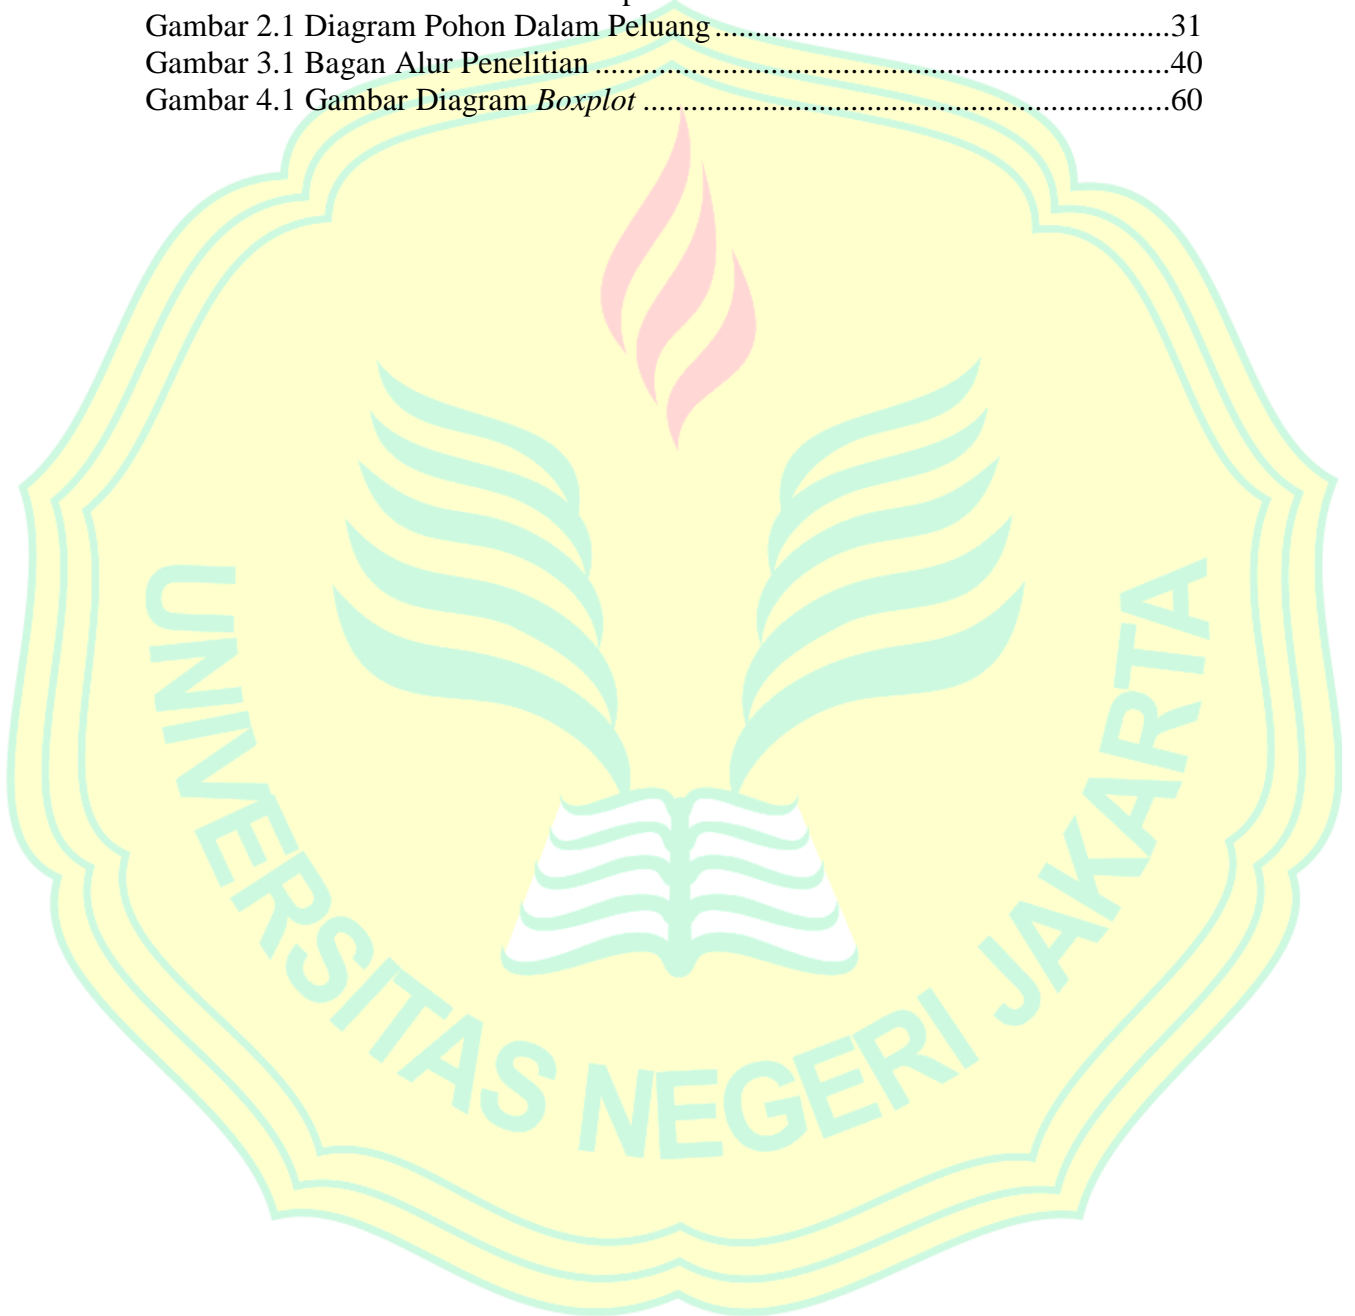 Gambar 2.1 Diagram Pohon Dalam Peluang........................................................31
Gambar 3.1 Bagan Alur Penelitian......................................................................40
Gambar 4.1 Gambar Diagram Boxplot ................................................................60
UNIVERSITAS NEGERI JAKARTA